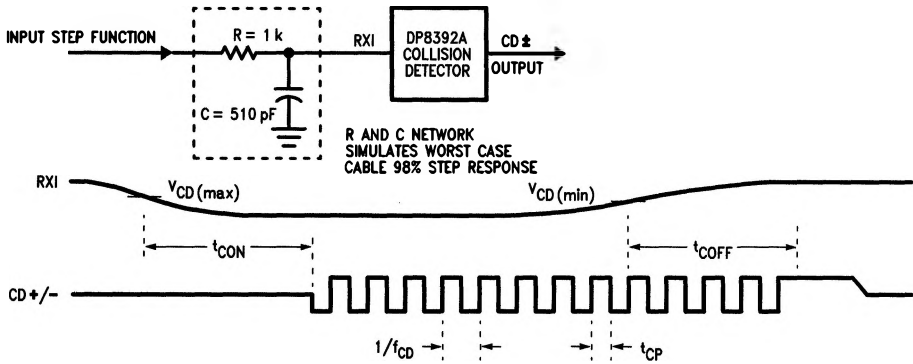 INPUT STEP FUNCTION
R = 1 k
C = 510 pF
RXI
DP8392A
COLLISION
DETECTOR
CD ±
OUTPUT
R AND C NETWORK
SIMULATES WORST CASE
CABLE 98% STEP RESPONSE
RXI
VCD (max)
VCD (min)
tCON
tCOFF
CD +/-
1/fCD
tCP